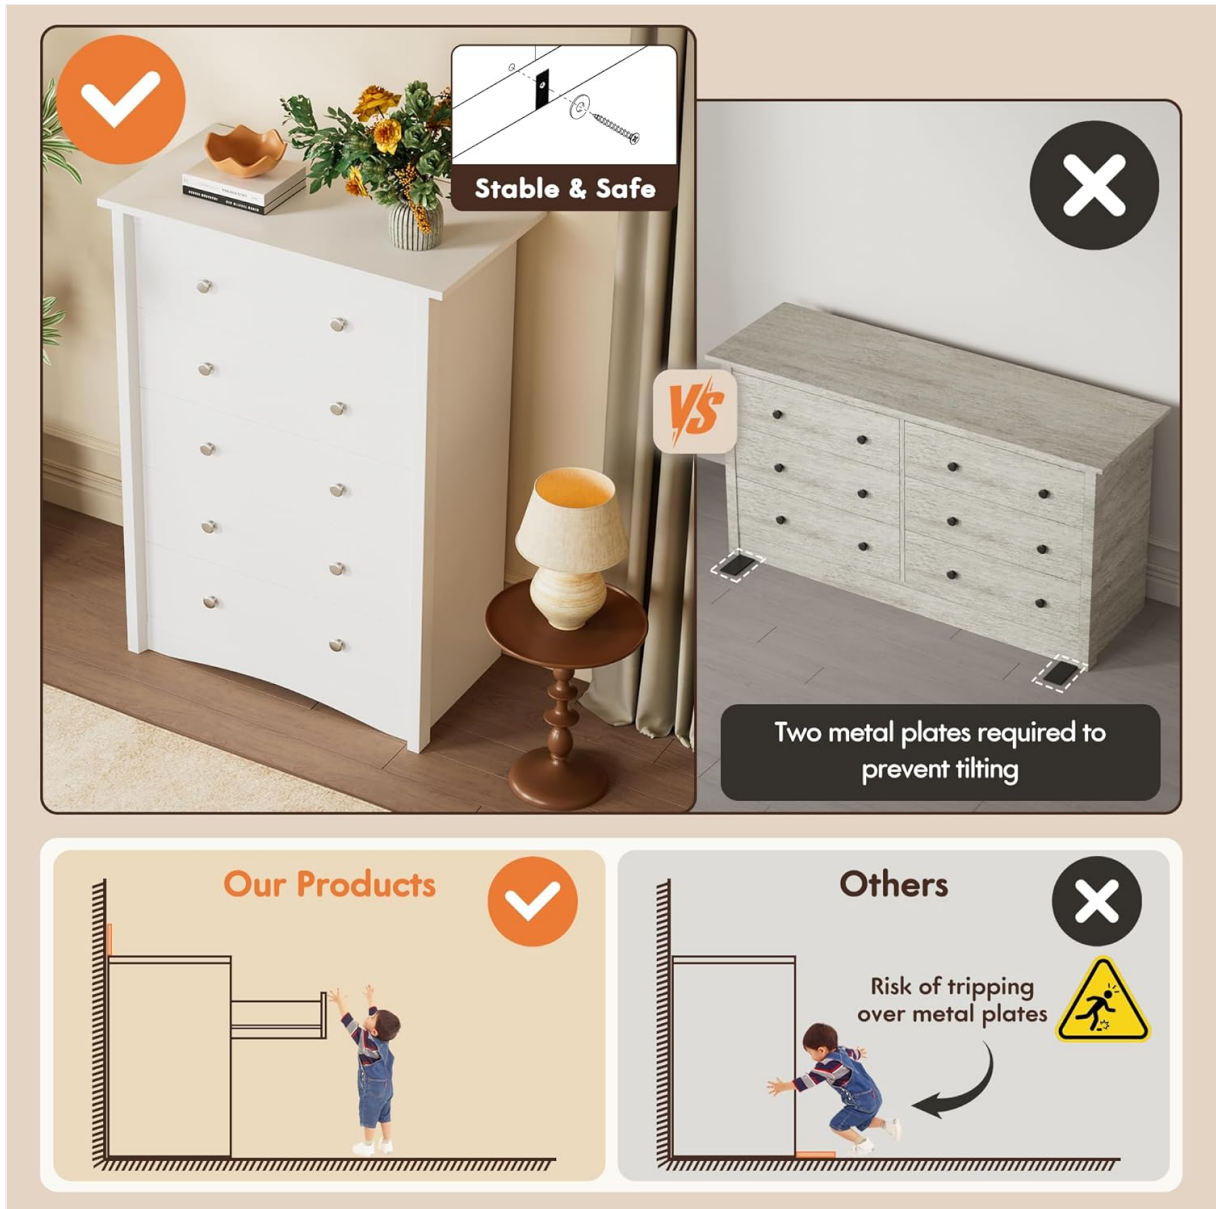 Stable & Safe
VS
Two metal plates required to
prevent tilting
Our Products
Others
Risk of tripping
over metal plates